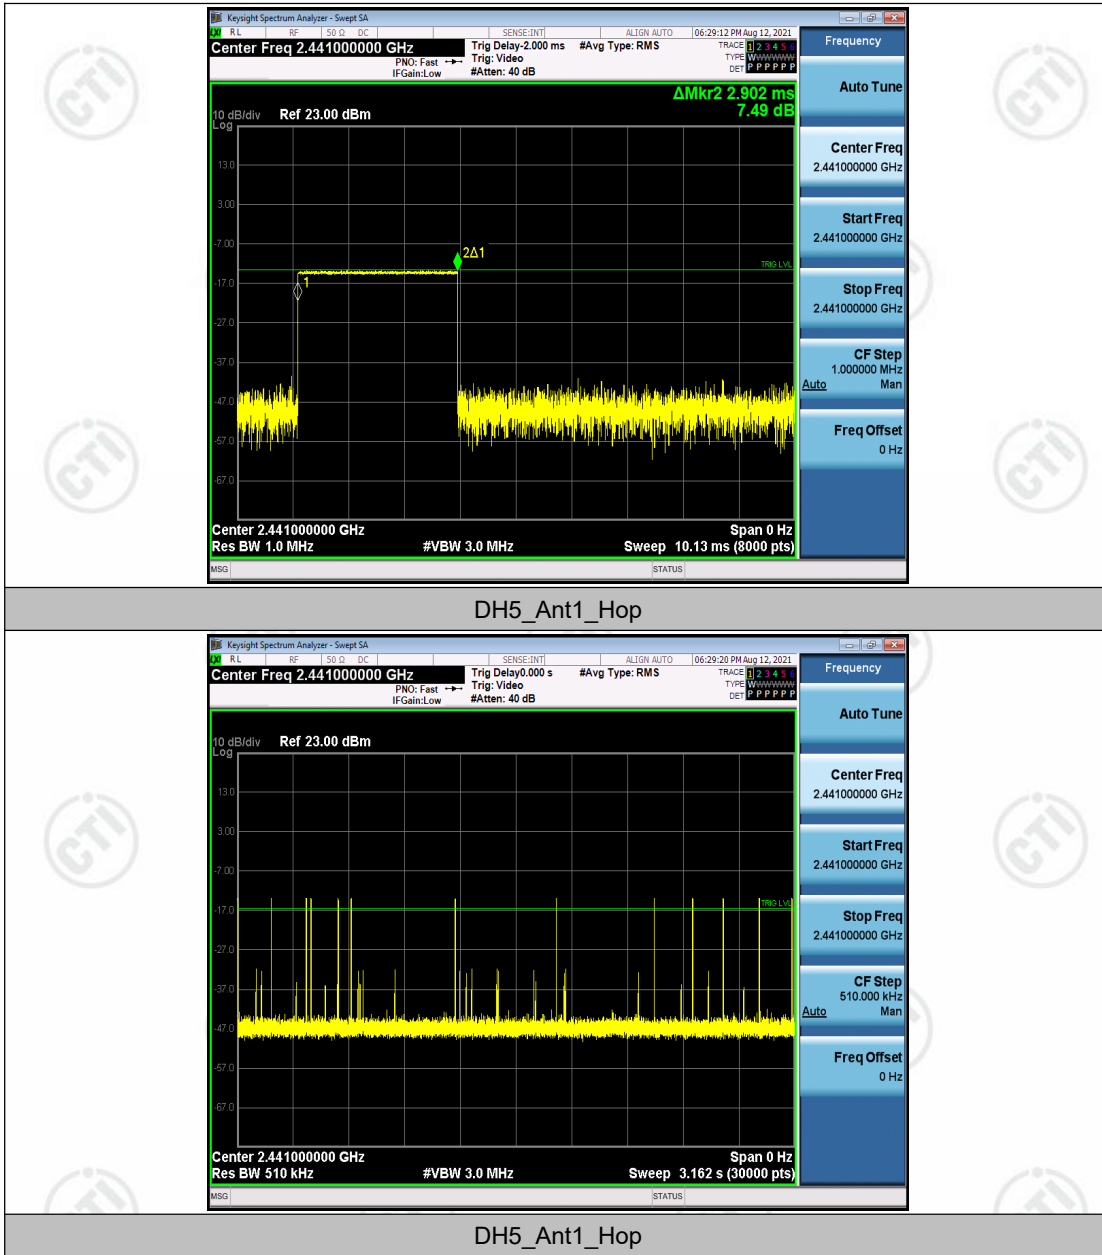 Keysight Spectrum Analyzer - Swept SA
LXI RL RF 50 Ω DC SENSE:INT ALIGN AUTO 06:29:12 PM Aug 12, 2021
Center Freq 2.441000000 GHz
PNO: Fast
IFGain:Low
Trig Delay-2.000 ms
Trig: Video
#Atten: 40 dB
#Avg Type: RMS
TRACE 1 2 3 4 5 6
TYPE WWWWWW
DET P P P P P P
ΔMkr2 2.902 ms
7.49 dB
10 dB/div
Log
Ref 23.00 dBm
13.0
3.00
-7.00
-17.0
-27.0
-37.0
-47.0
-57.0
-67.0
2Δ1
1
TRIG LVL
Center 2.441000000 GHz
Span 0 Hz
Res BW 1.0 MHz
#VBW 3.0 MHz
Sweep 10.13 ms (8000 pts)
MSG
STATUS
Frequency
Auto Tune
Center Freq
2.441000000 GHz
Start Freq
2.441000000 GHz
Stop Freq
2.441000000 GHz
CF Step
1.000000 MHz
Auto Man
Freq Offset
0 Hz
CTI
CTI
CTI
CTI
DH5_Ant1_Hop
Keysight Spectrum Analyzer - Swept SA
LXI RL RF 50 Ω DC SENSE:INT ALIGN AUTO 06:29:20 PM Aug 12, 2021
Center Freq 2.441000000 GHz
PNO: Fast
IFGain:Low
Trig Delay0.000 s
Trig: Video
#Atten: 40 dB
#Avg Type: RMS
TRACE 1 2 3 4 5 6
TYPE WWWWWW
DET P P P P P P
10 dB/div
Log
Ref 23.00 dBm
13.0
3.00
-7.00
-17.0
-27.0
-37.0
-47.0
-57.0
-67.0
TRIG LVL
Center 2.441000000 GHz
Span 0 Hz
Res BW 510 kHz
#VBW 3.0 MHz
Sweep 3.162 s (30000 pts)
MSG
STATUS
Frequency
Auto Tune
Center Freq
2.441000000 GHz
Start Freq
2.441000000 GHz
Stop Freq
2.441000000 GHz
CF Step
510.000 kHz
Auto Man
Freq Offset
0 Hz
CTI
CTI
DH5_Ant1_Hop